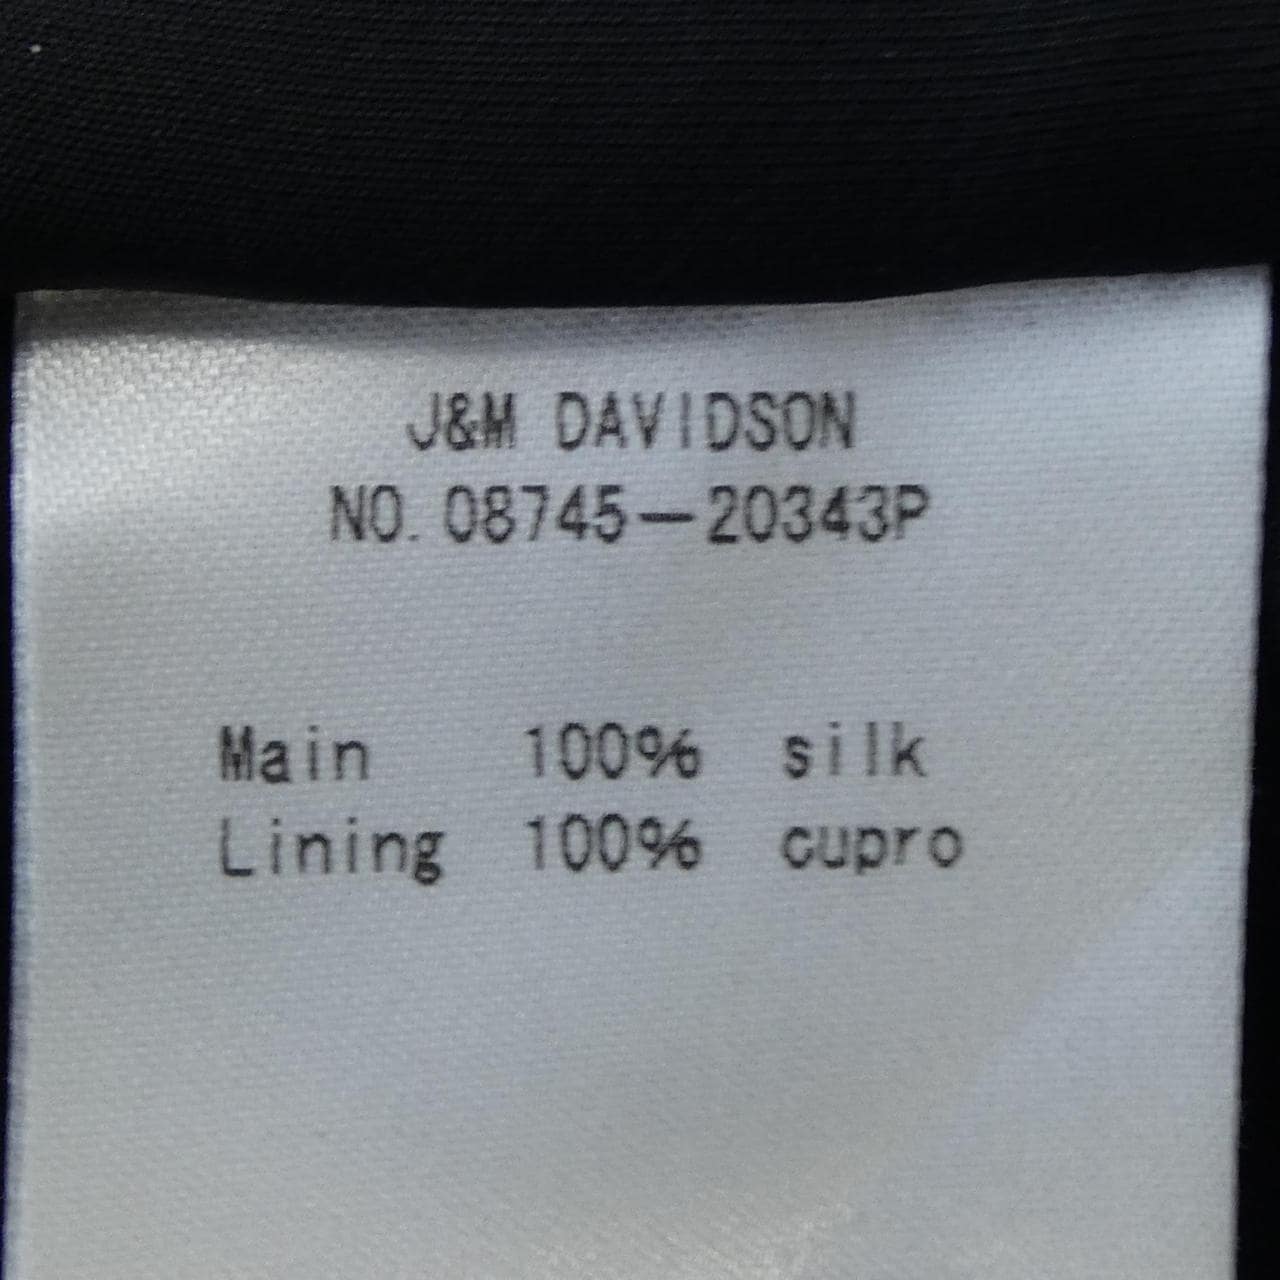 J&M DAVIDSON
NO. 08745-20343P
Main 100% silk
Lining 100% cupro